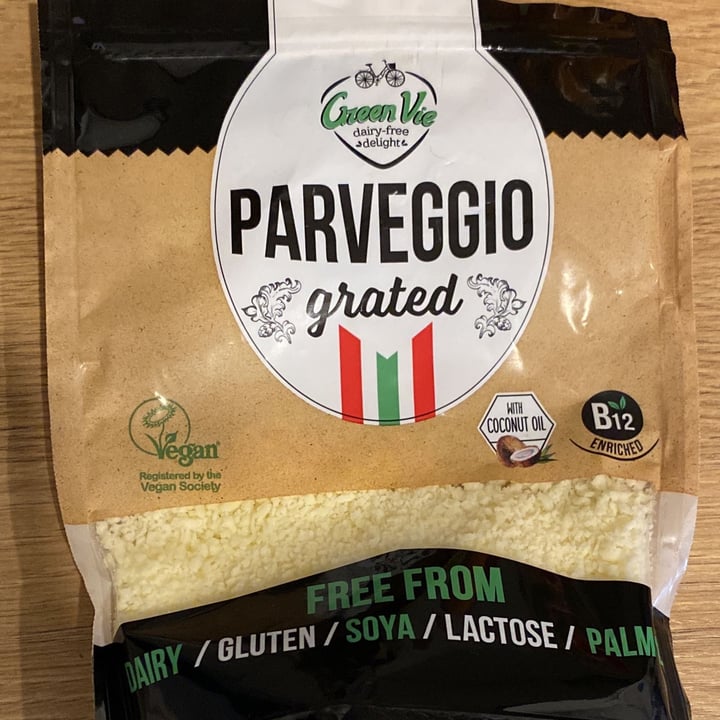 Green Vie
dairy-free
delight
PARVEGGIO
grated
WITH
COCONUT OIL
B12
ENRICHED
Vegan
Registered by the
Vegan Society™
FREE FROM
DAIRY / GLUTEN / SOYA / LACTOSE / PALM